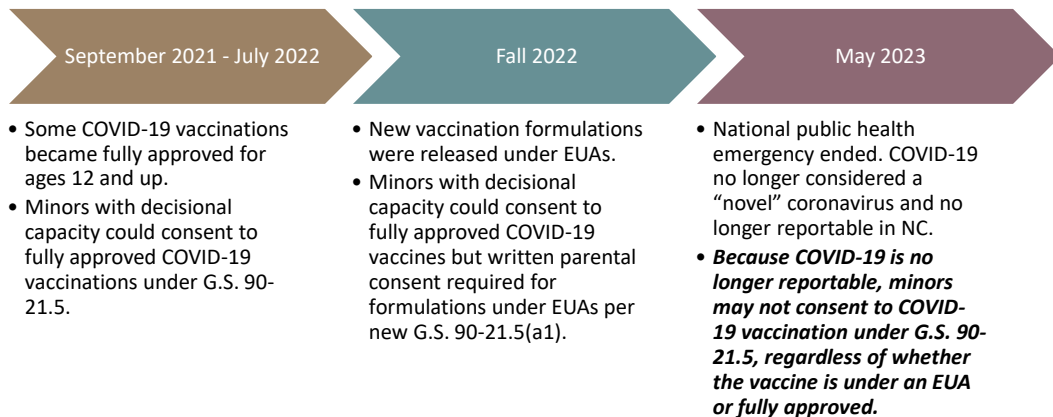 September 2021 - July 2022
• Some COVID-19 vaccinations
became fully approved for
ages 12 and up.
• Minors with decisional
capacity could consent to
fully approved COVID-19
vaccinations under G.S. 90-
21.5.
Fall 2022
• New vaccination formulations
were released under EUAs.
• Minors with decisional
capacity could consent to
fully approved COVID-19
vaccines but written parental
consent required for
formulations under EUAs per
new G.S. 90-21.5(a1).
May 2023
• National public health
emergency ended. COVID-19
no longer considered a
“novel” coronavirus and no
longer reportable in NC.
• Because COVID-19 is no
longer reportable, minors
may not consent to COVID-
19 vaccination under G.S. 90-
21.5, regardless of whether
the vaccine is under an EUA
or fully approved.